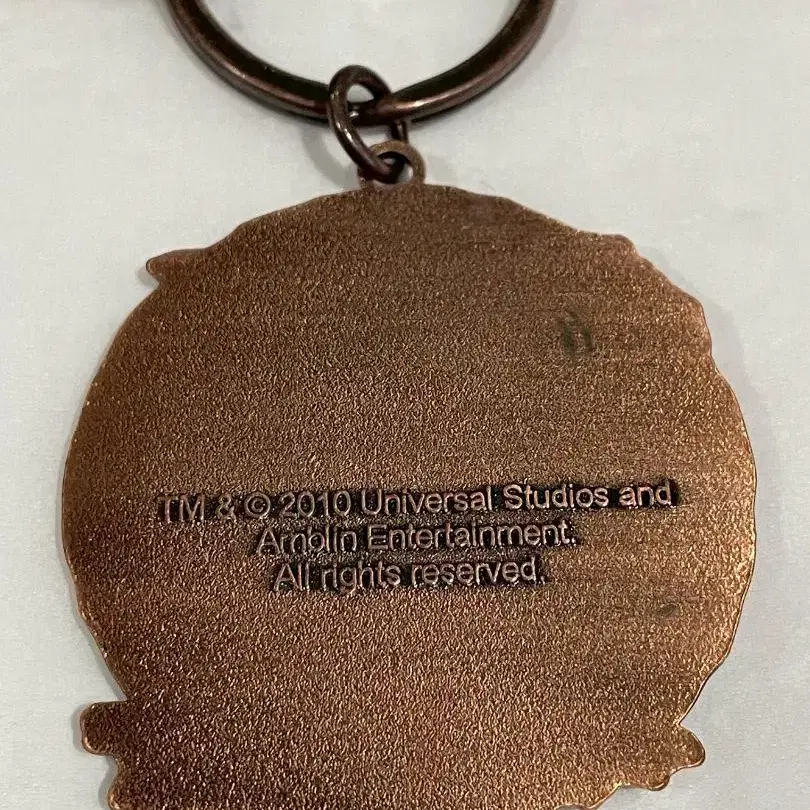 TM & © 2010 Universal Studios and
Amblin Entertainment.
All rights reserved.